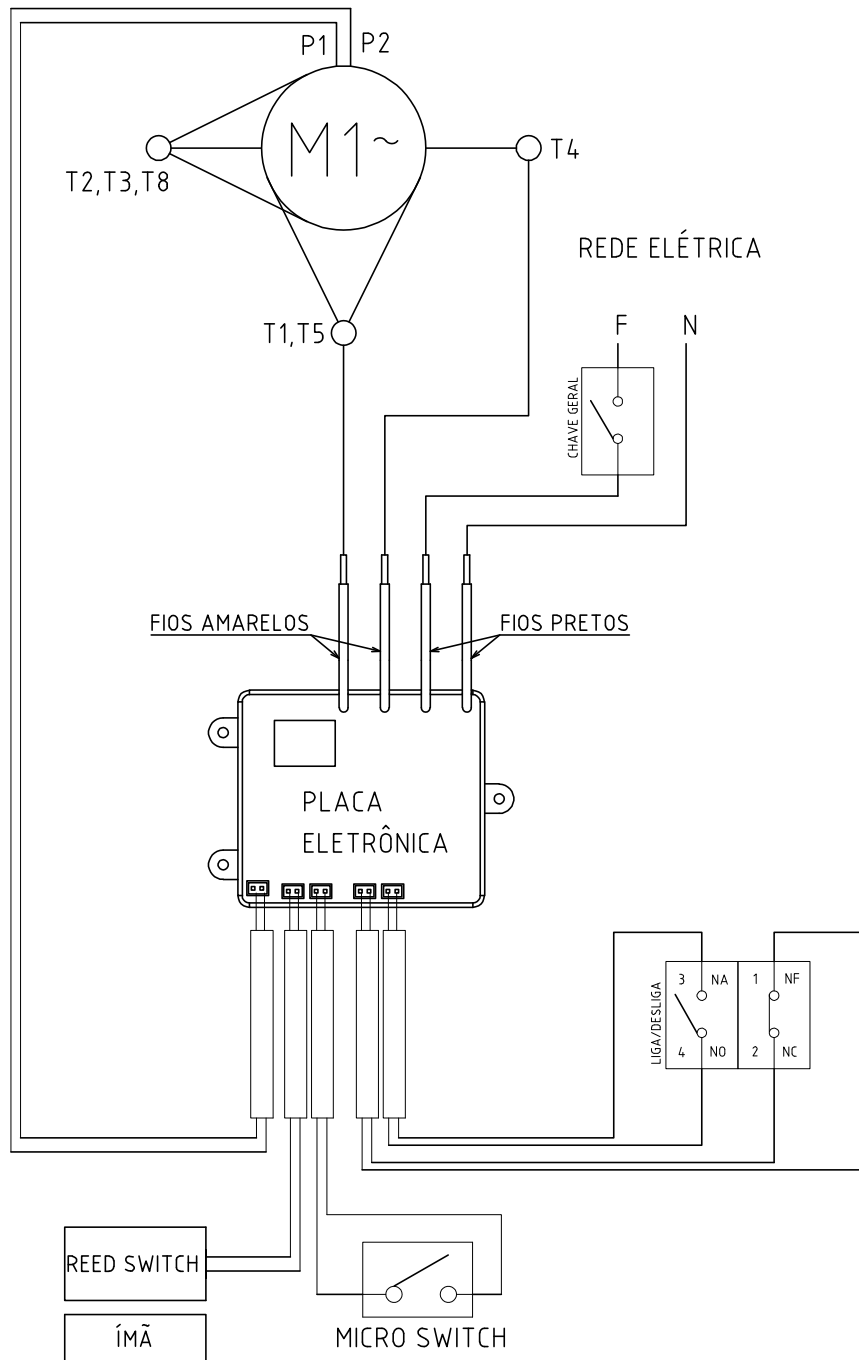 P1
P2
M1~
T2,T3,T8
T4
REDE ELÉTRICA
T1,T5
F
N
CHAVE GERAL
FIOS AMARELOS
FIOS PRETOS
PLACA
ELETRÔNICA
LIGA/DESLIGA
3 NA
1 NF
4 NO
2 NC
REED SWITCH
ÍMÃ
MICRO SWITCH